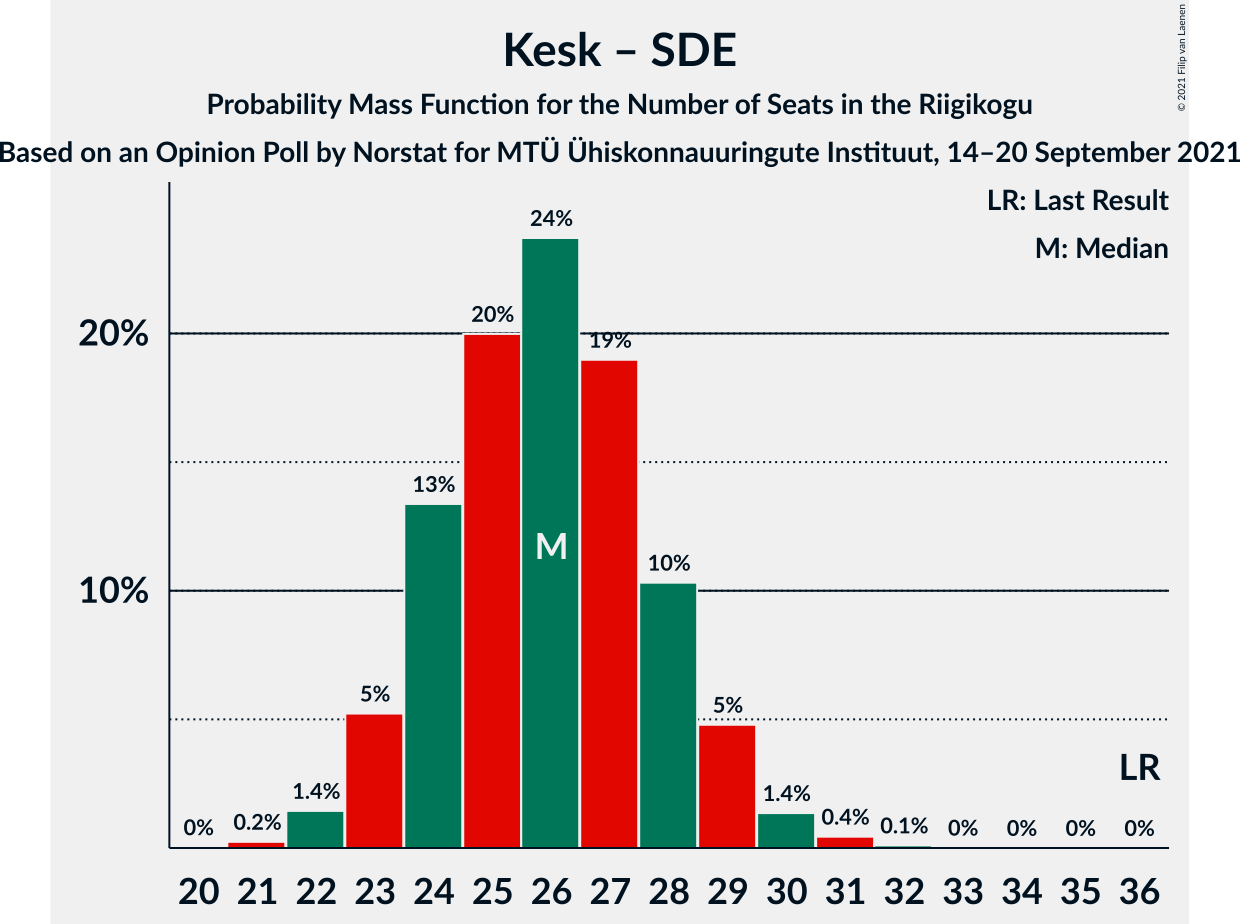 Kesk – SDE
Probability Mass Function for the Number of Seats in the Riigikogu
Based on an Opinion Poll by Norstat for MTÜ Ühiskonnauuringute Instituut, 14–20 September 2021
© 2021 Filip van Laenen
LR: Last Result
M: Median
24%
20%
20%
19%
13%
M
10%
10%
5%
5%
LR
1.4%
1.4%
0% 0.2% 0.4% 0.1% 0% 0% 0% 0%
20 21 22 23 24 25 26 27 28 29 30 31 32 33 34 35 36